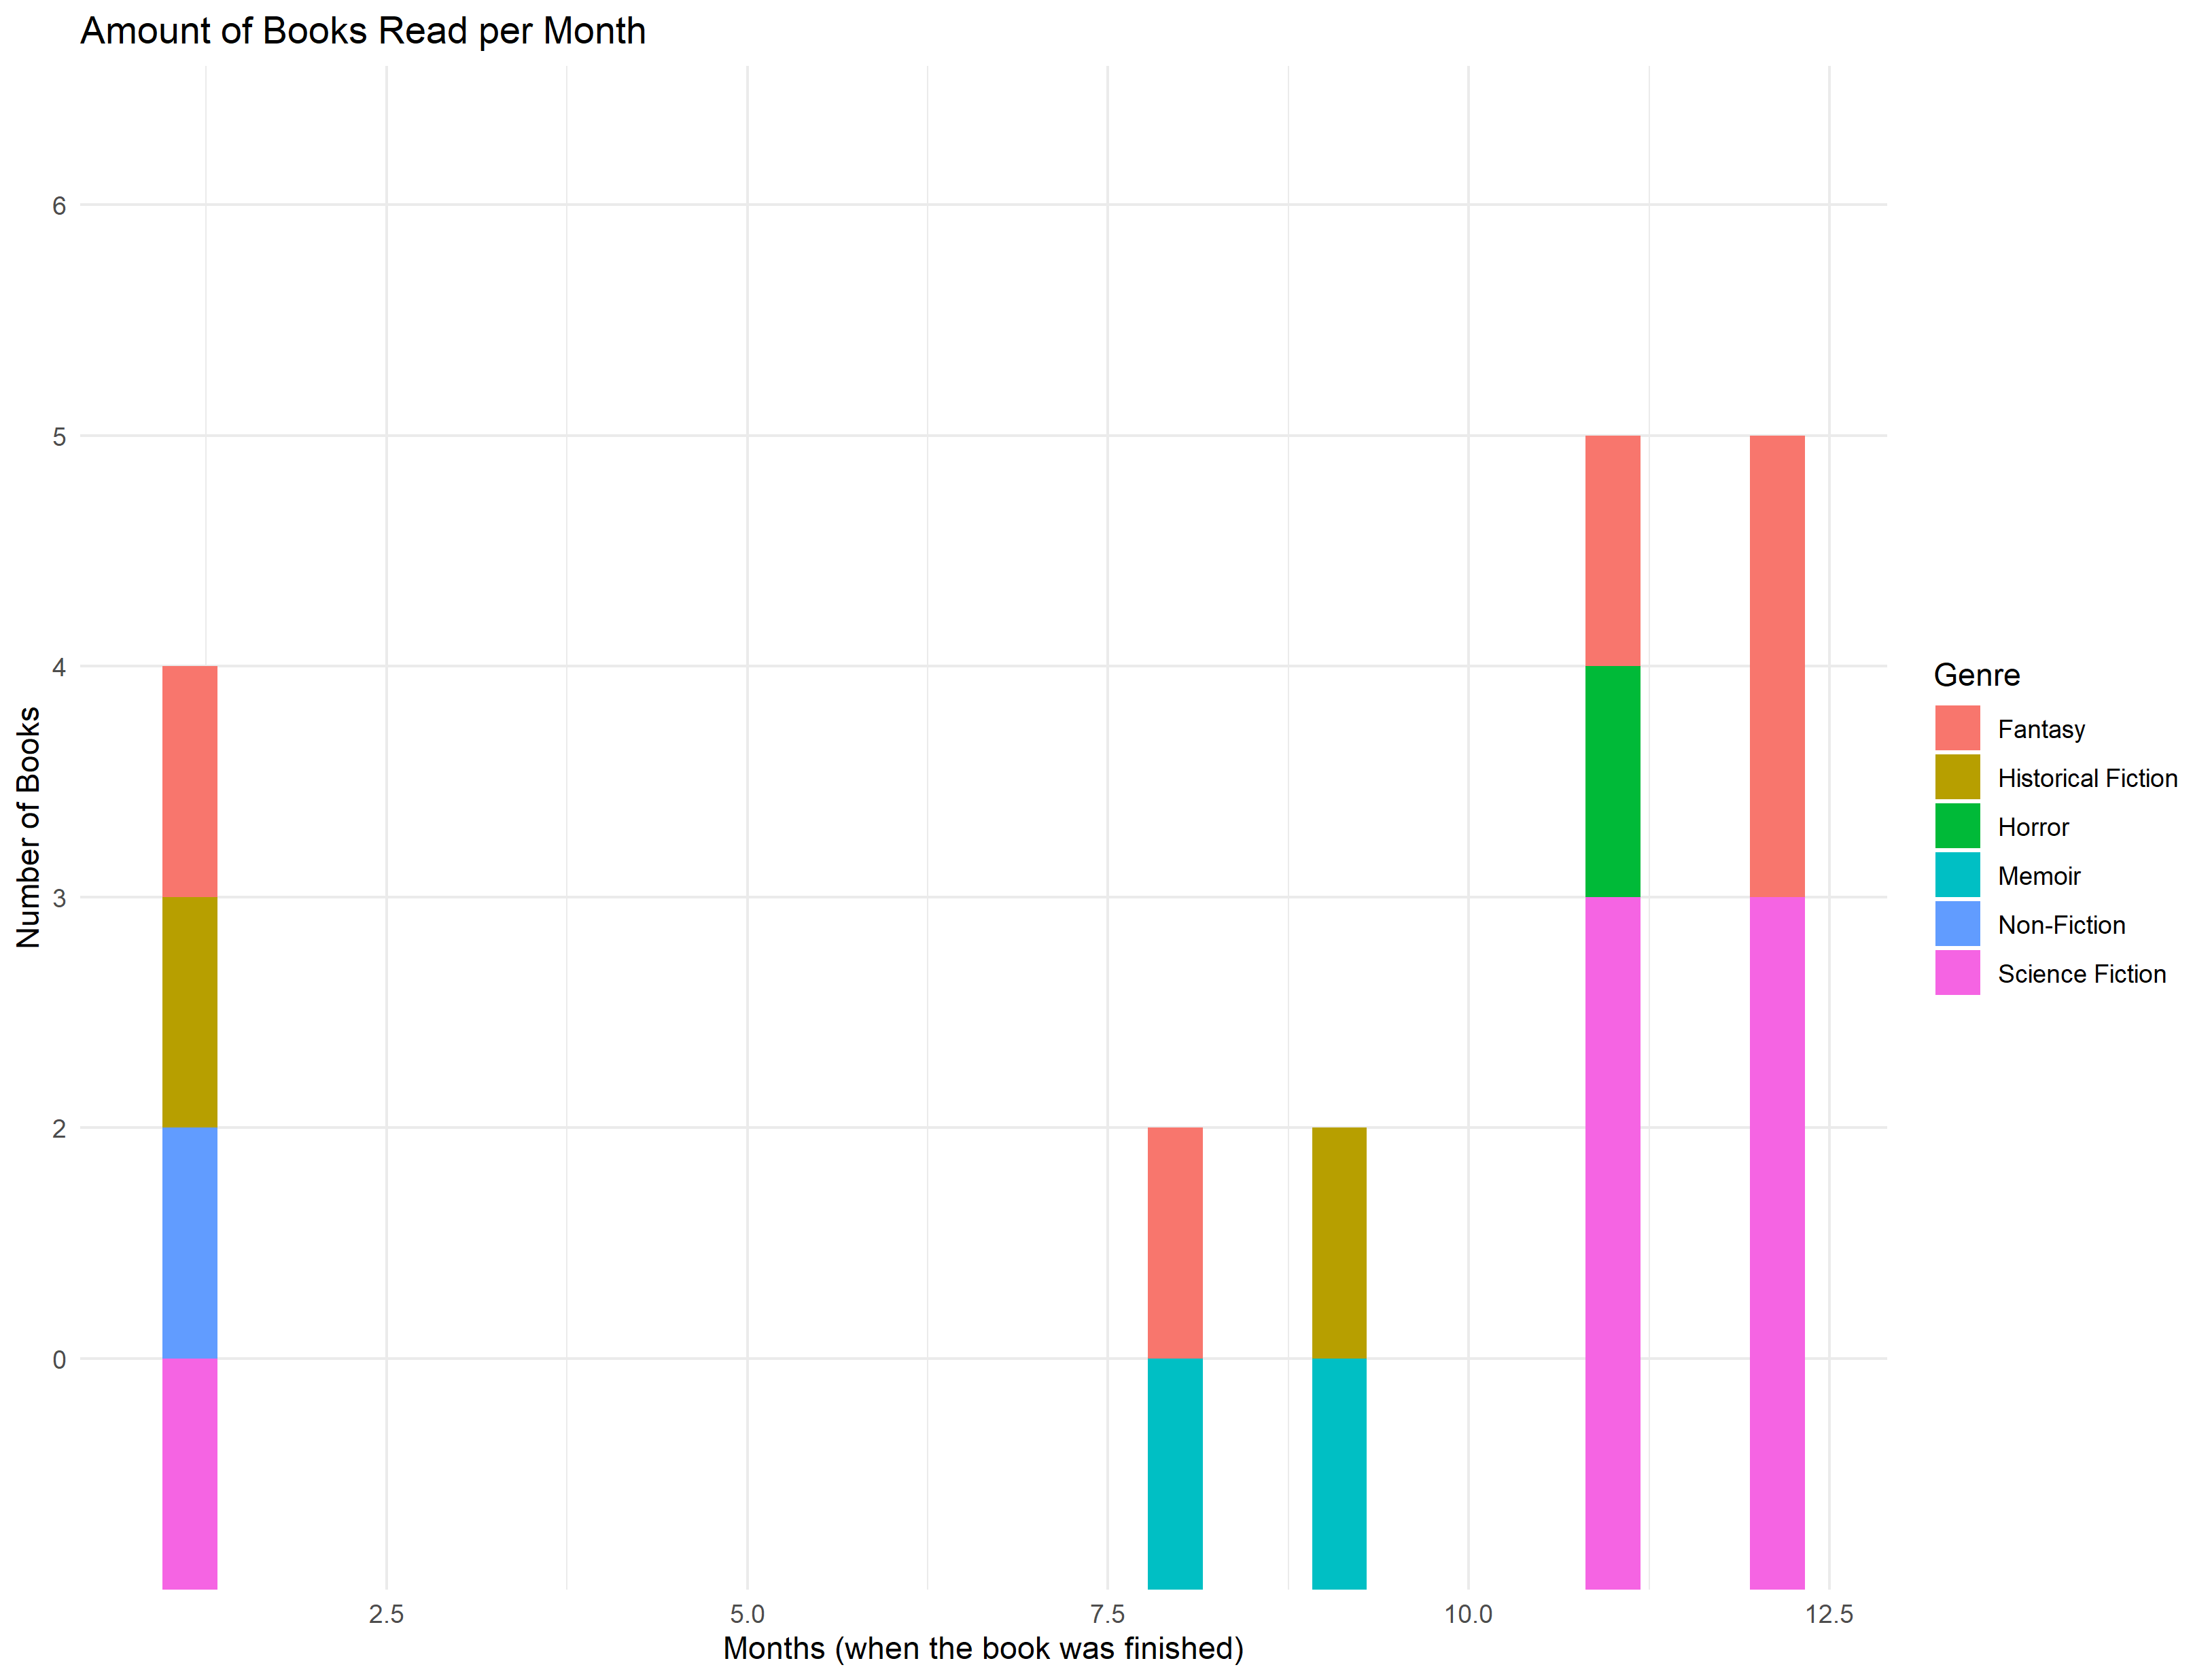 Amount of Books Read per Month
Number of Books
6
5
4
3
2
0
2.5
5.0
7.5
10.0
12.5
Months (when the book was finished)
Genre
Fantasy
Historical Fiction
Horror
Memoir
Non-Fiction
Science Fiction